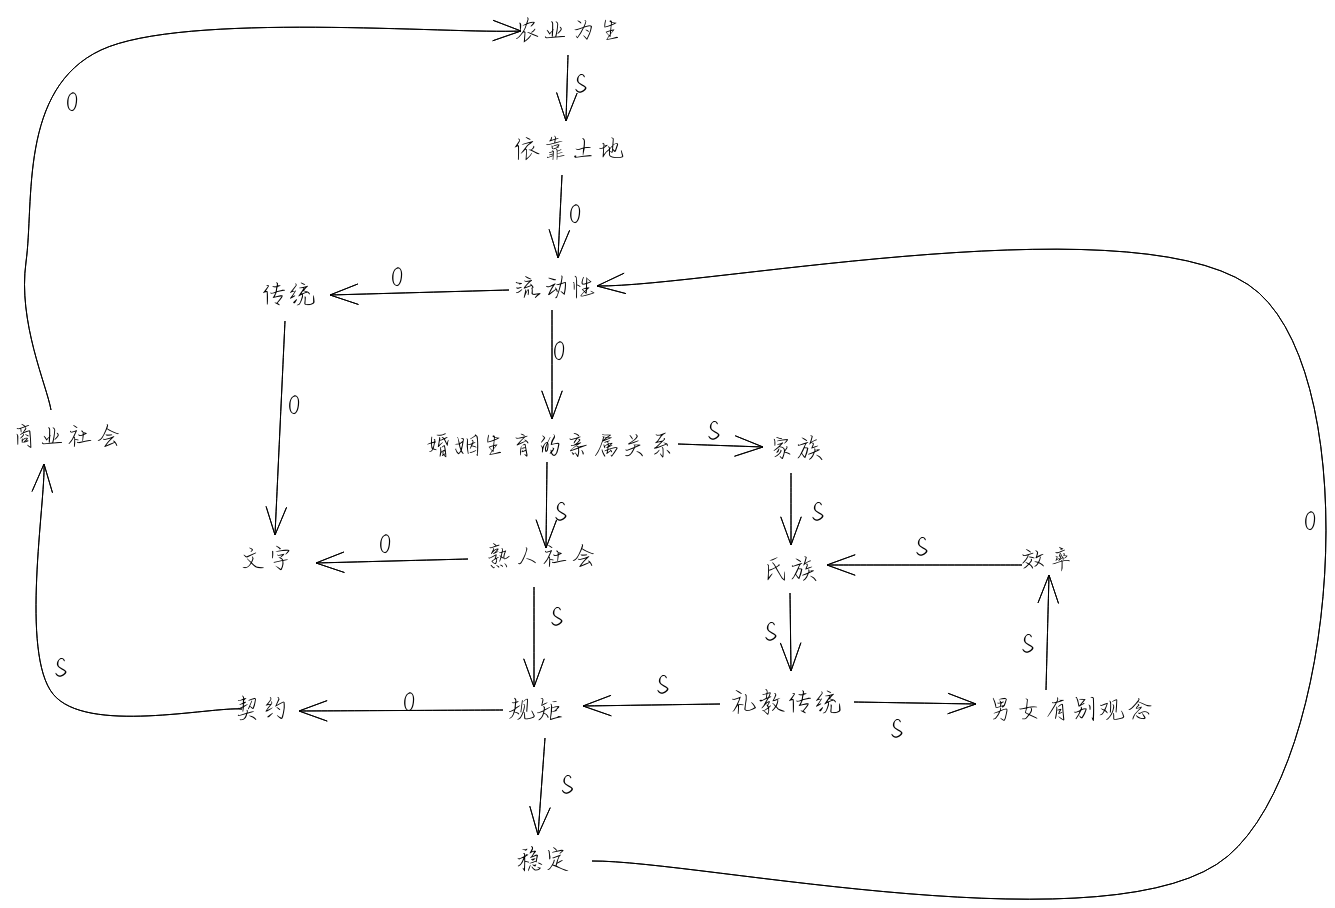 农业为生
S
O
依靠土地
O
流动性
O
传统
O
O
商业社会
婚姻生育的亲属关系
S
家族
S
S
O
文字
O
熟人社会
氏族
S
效率
S
S
S
S
契约
O
规矩
S
礼教传统
S
男女有别观念
S
稳定